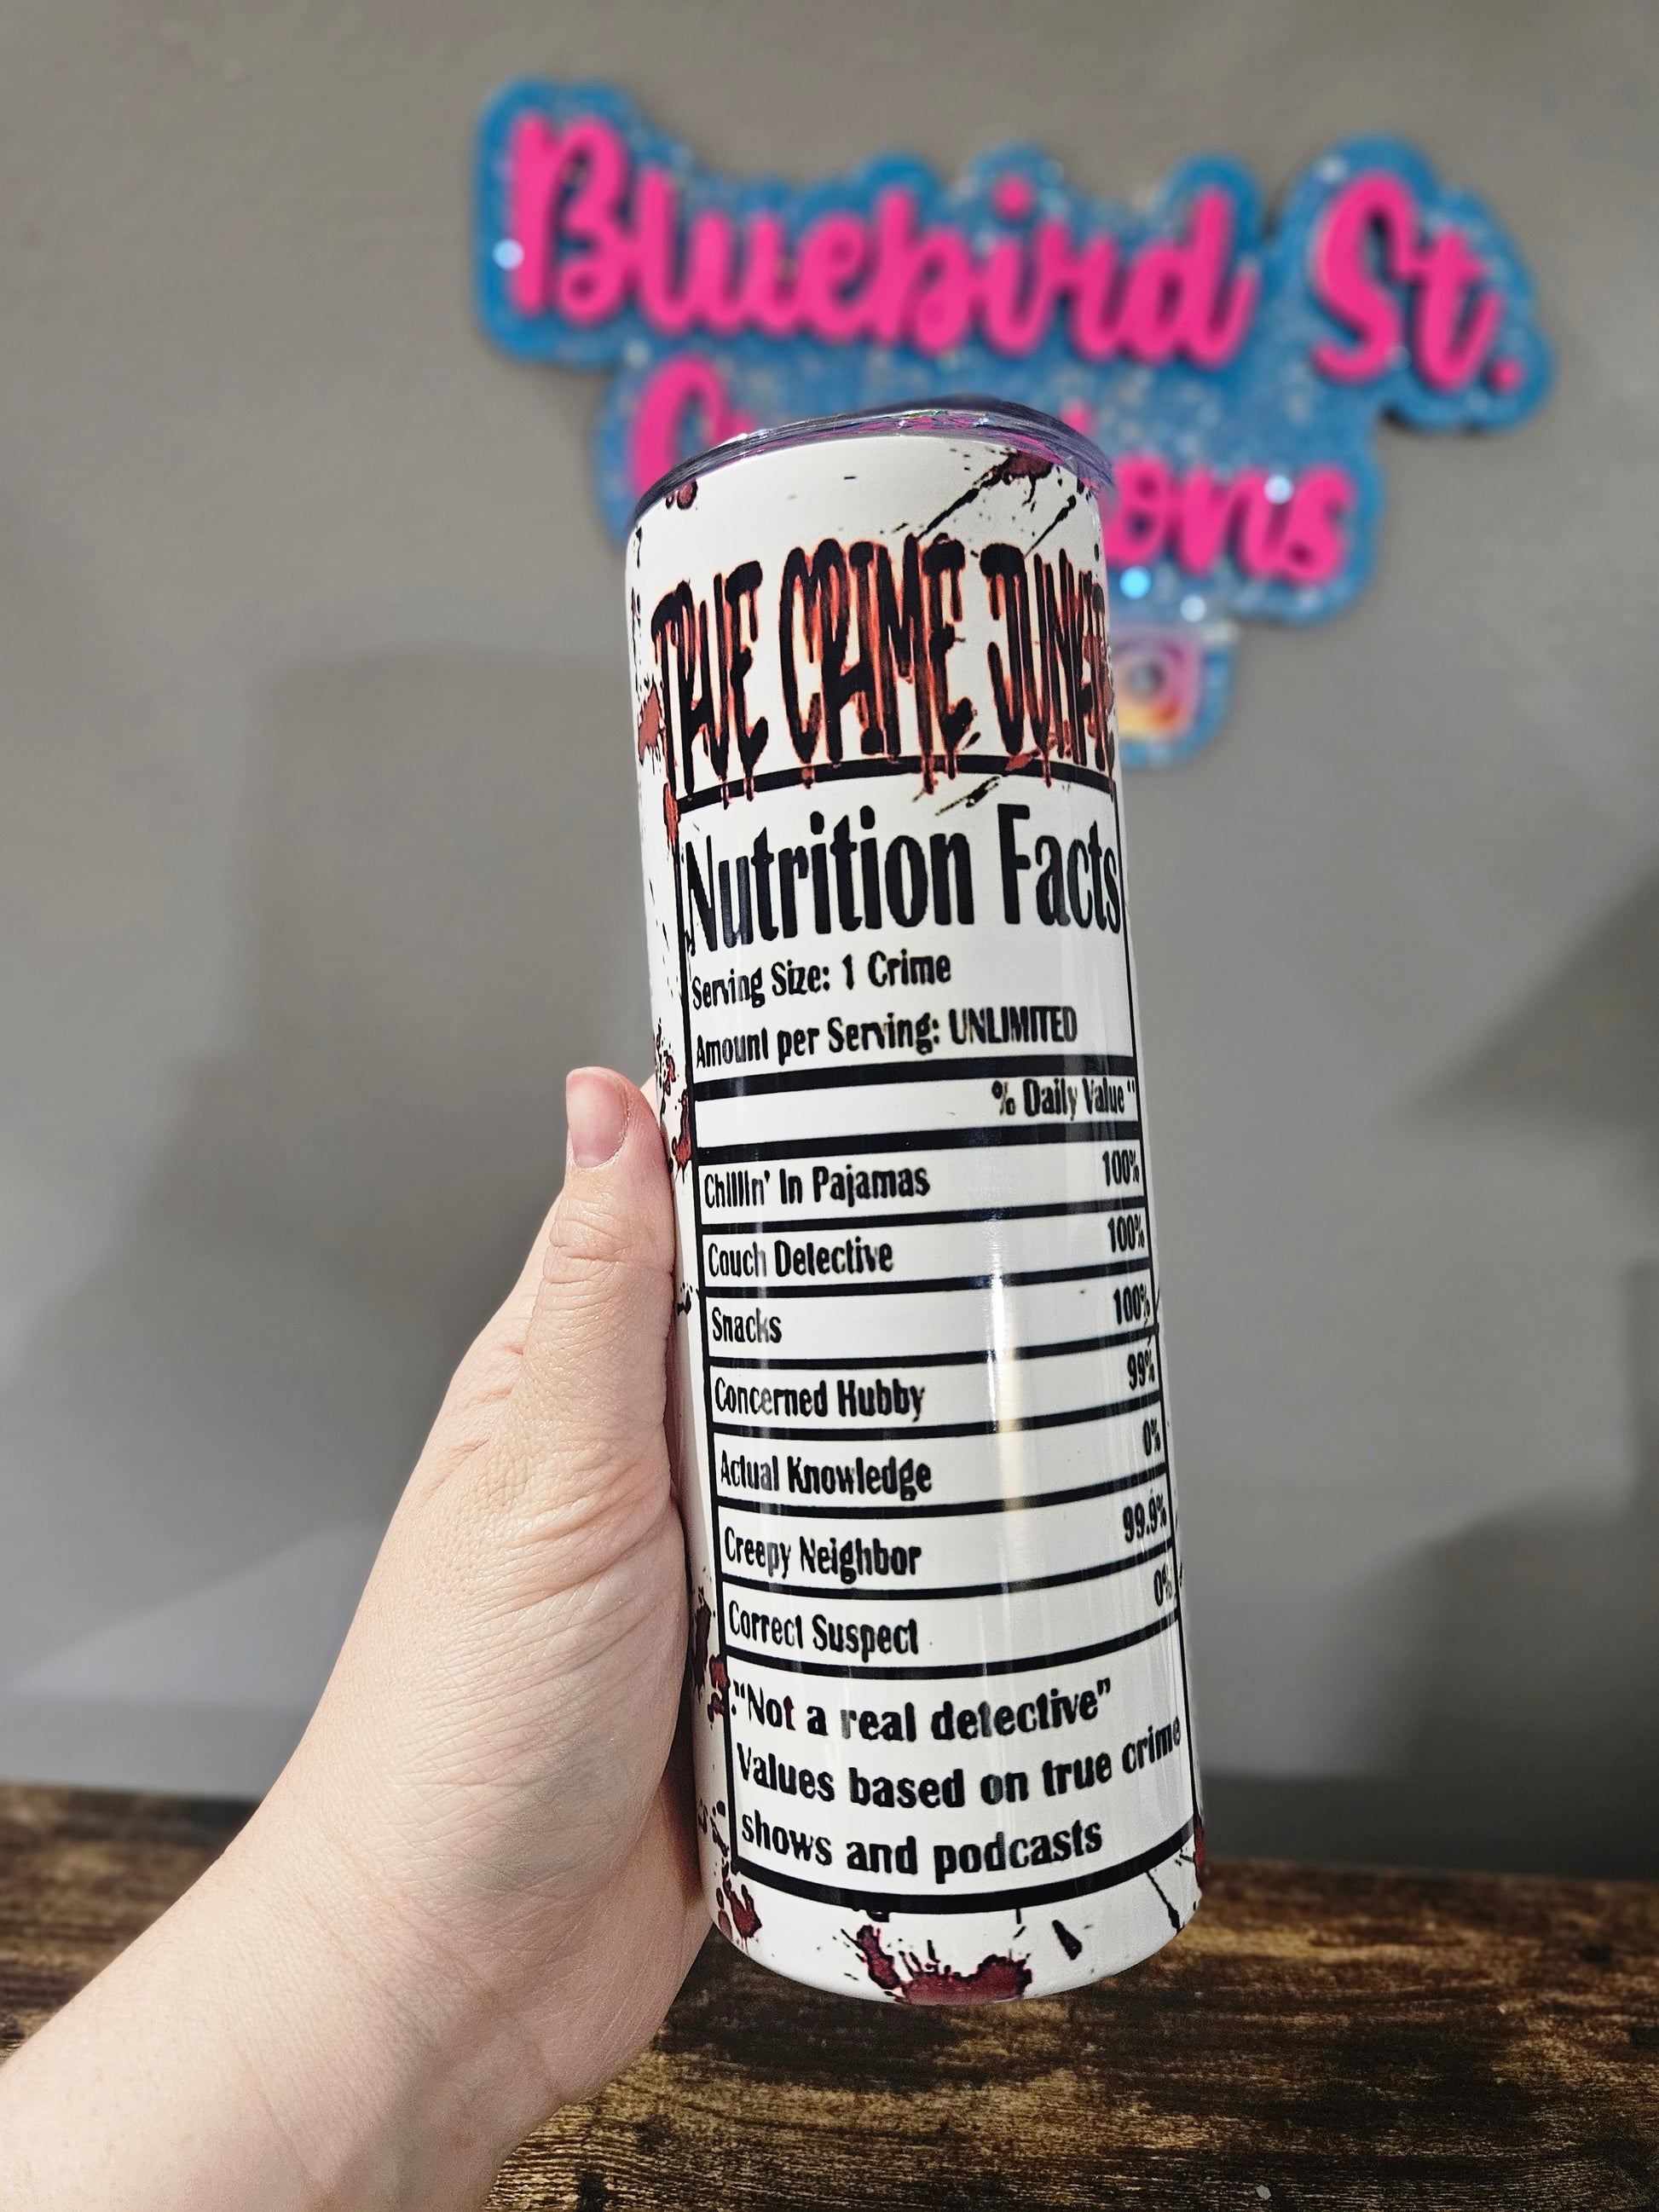 Bluebird St.
TRUE CRIME JUNKIE
Nutrition Facts
Serving Size: 1 Crime
Amount per Serving: UNLIMITED
% Daily Value**
Chillin' In Pajamas 100%
Couch Detective 100%
Snacks 100%
Concerned Hubby 99%
Actual Knowledge 0%
Creepy Neighbor 99.9%
Correct Suspect 0%
"Not a real detective"
Values based on true crime
shows and podcasts